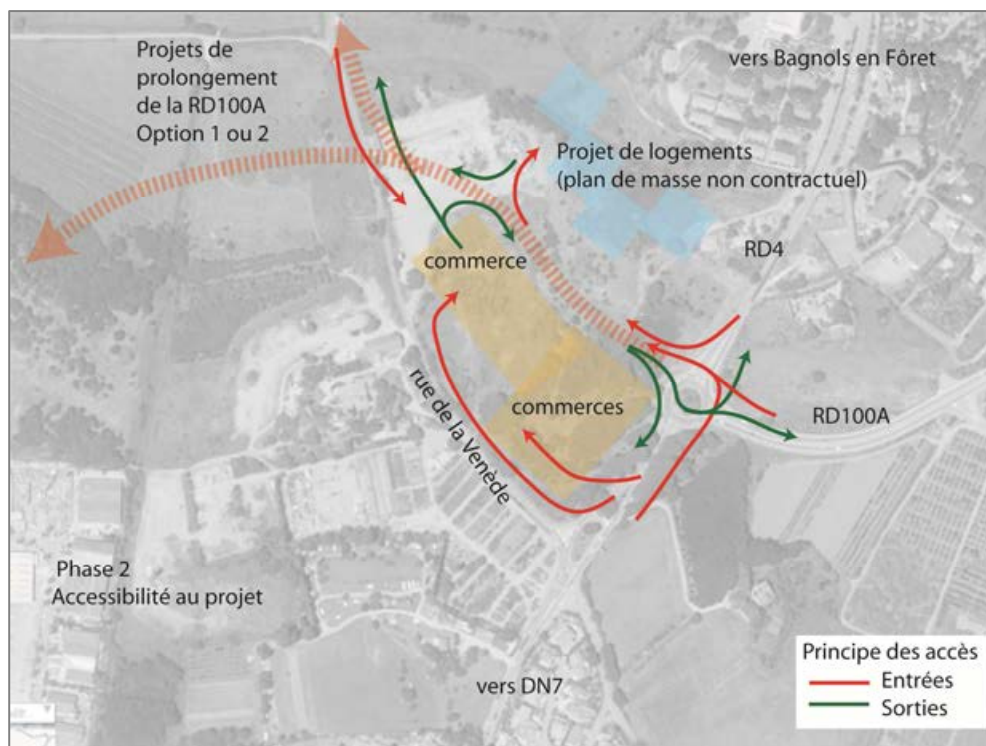 Projets de
prolongement
de la RD100A
Option 1 ou 2
vers Bagnols en Fôret
Projet de logements
(plan de masse non contractuel)
RD4
commerce
commerces
RD100A
rue de la Venède
Phase 2
Accessibilité au projet
vers DN7
Principe des accès
Entrées
Sorties